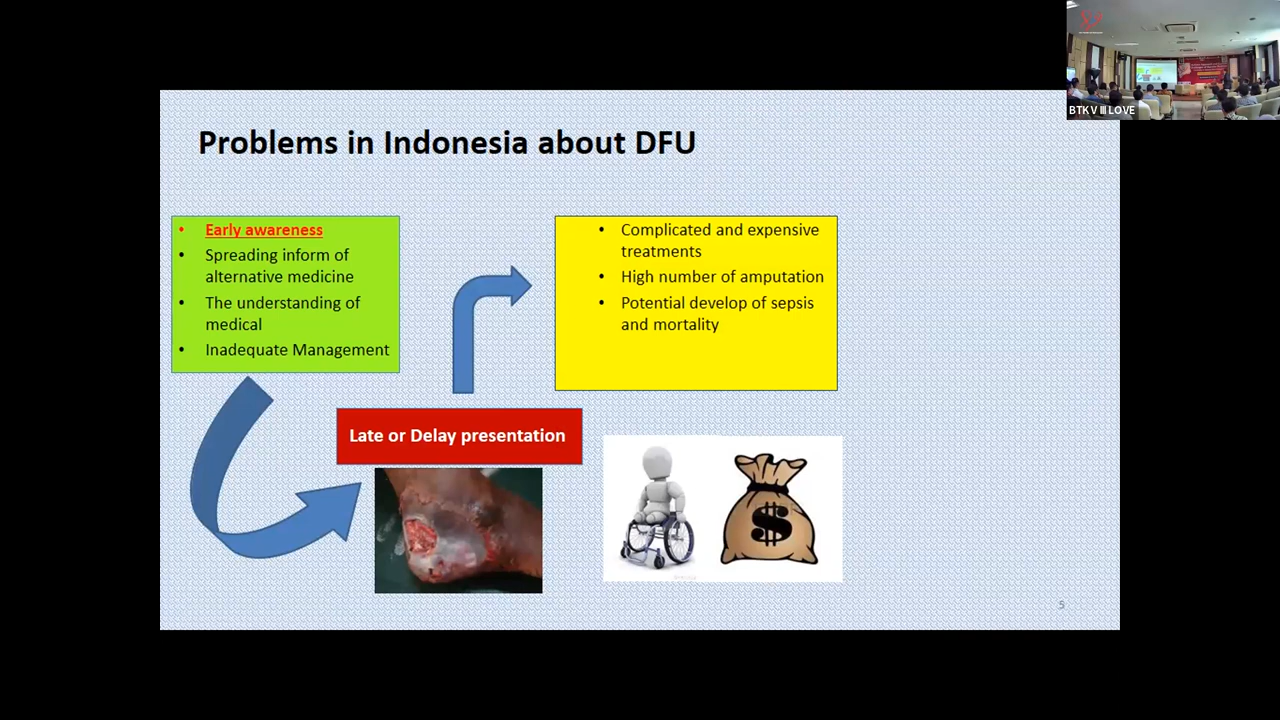 BTKV III LOVE
Problems in Indonesia about DFU
• Early awareness
• Spreading inform of
alternative medicine
• The understanding of
medical
• Inadequate Management
• Complicated and expensive
treatments
• High number of amputation
• Potential develop of sepsis
and mortality
Late or Delay presentation
$
5